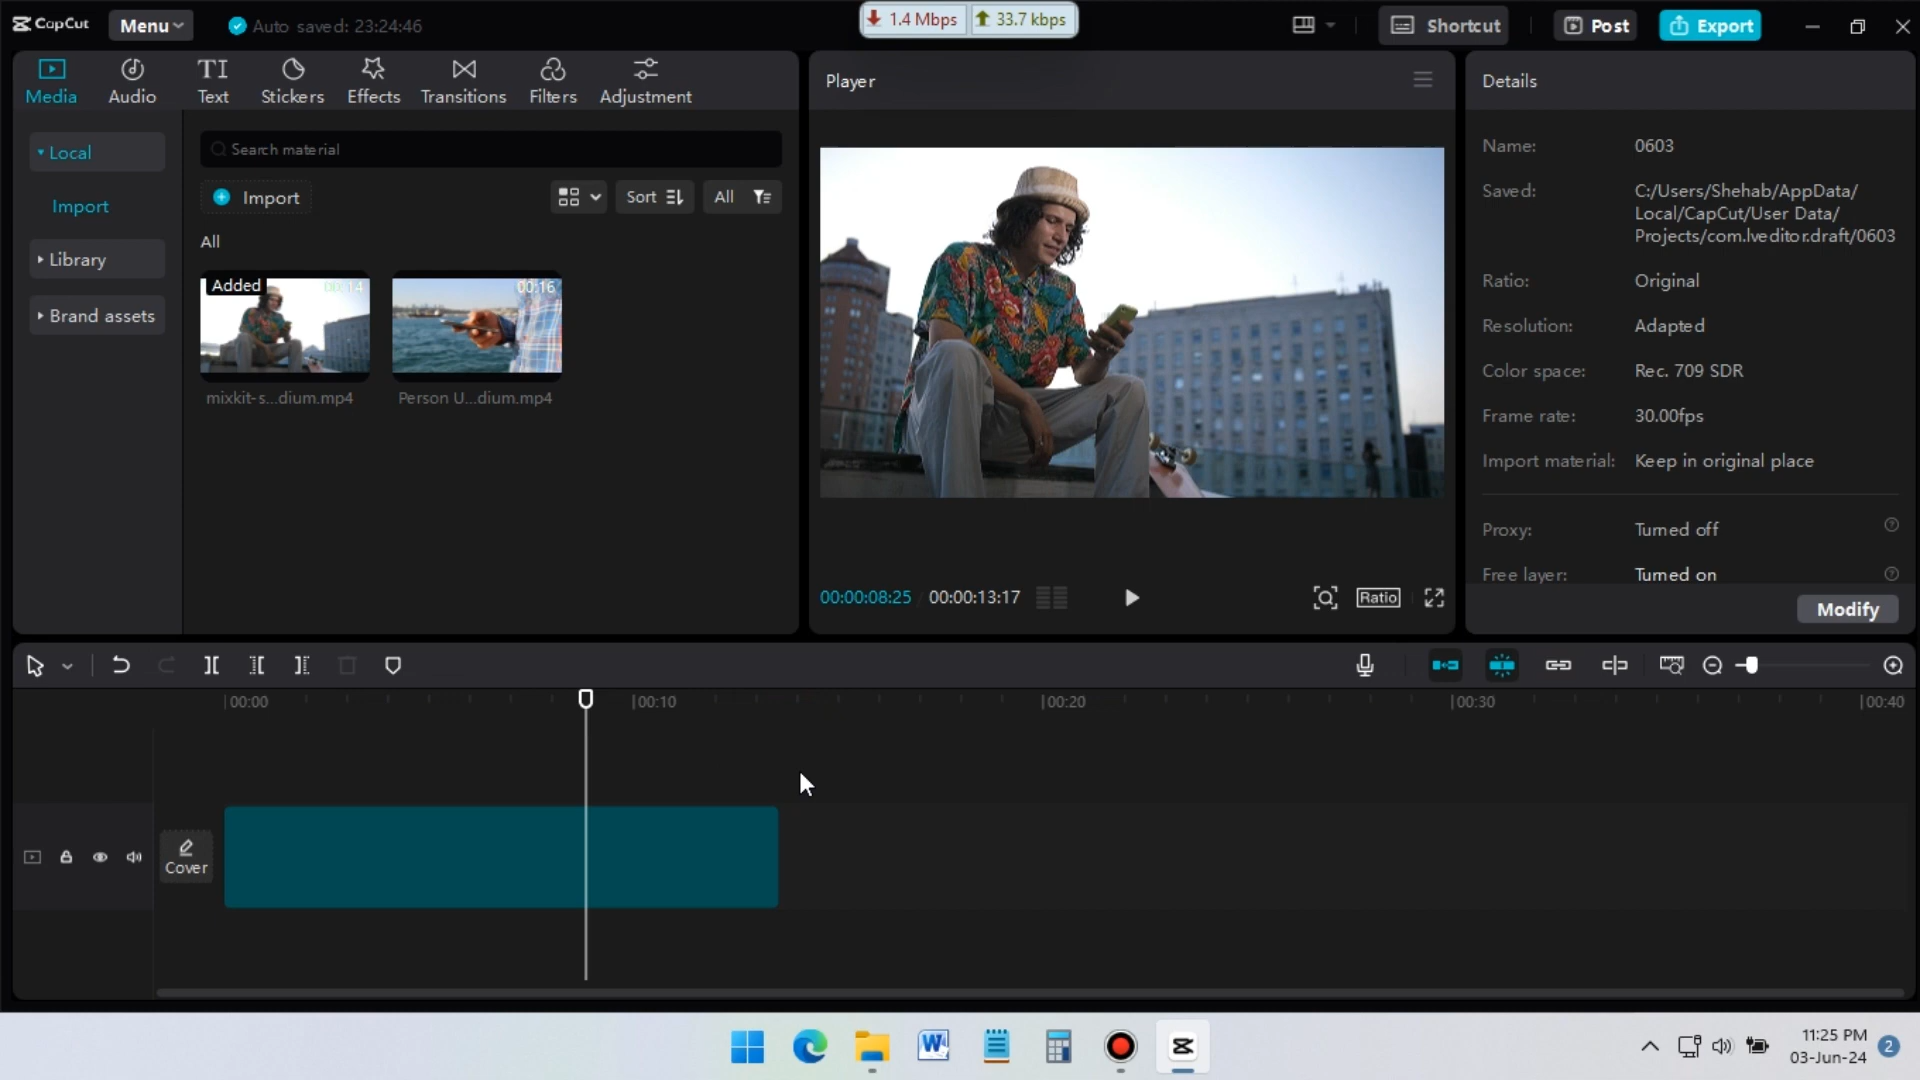 CapCut
Menu
Auto saved: 23:24:46
1.4 Mbps
33.7 kbps
Shortcut
Post
Export
Media
Audio
TI
Text
Stickers
Effects
Transitions
Filters
Adjustment
Player
Details
Local
Import
Library
Brand assets
Search material
Import
Sort
All
All
Added
00:14
00:16
mixkit-s...dium.mp4
Person U...dium.mp4
Name: 0603
Saved: C:/Users/Shehab/AppData/
Local/CapCut/User Data/
Projects/com.lveditor.draft/0603
Ratio: Original
Resolution: Adapted
Color space: Rec. 709 SDR
Frame rate: 30.00fps
Import material: Keep in original place
Proxy: Turned off
Free layer: Turned on
Modify
00:00:08:25 00:00:13:17
Ratio
00:00
00:10
00:20
00:30
00:40
Cover
11:25 PM
03-Jun-24
2